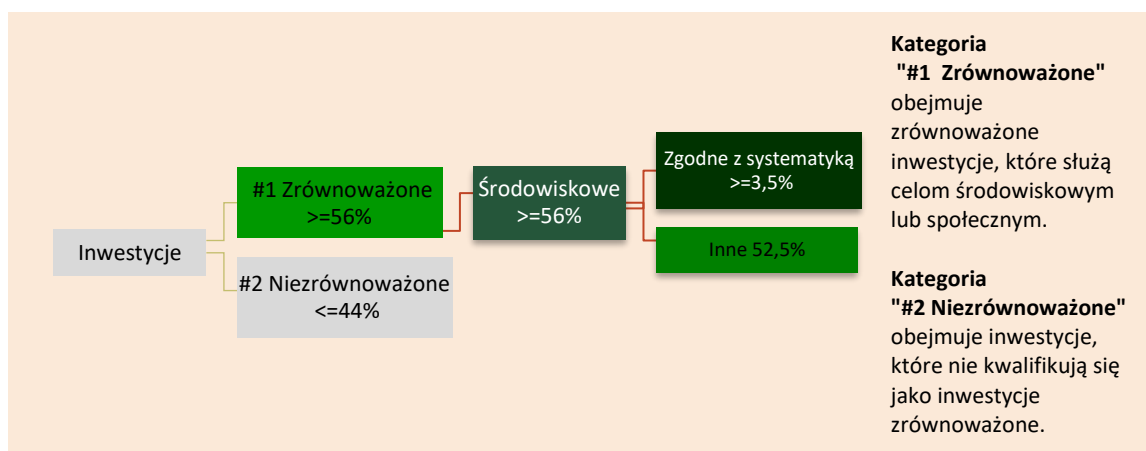 Inwestycje
#1 Zrównoważone
>=56%
#2 Niezrównoważone
<=44%
Środowiskowe
>=56%
Zgodne z systematyką
>=3,5%
Inne 52,5%
Kategoria
"#1 Zrównoważone"
obejmuje
zrównoważone
inwestycje, które służą
celom środowiskowym
lub społecznym.
Kategoria
"#2 Niezrównoważone"
obejmuje inwestycje,
które nie kwalifikują się
jako inwestycje
zrównoważone.